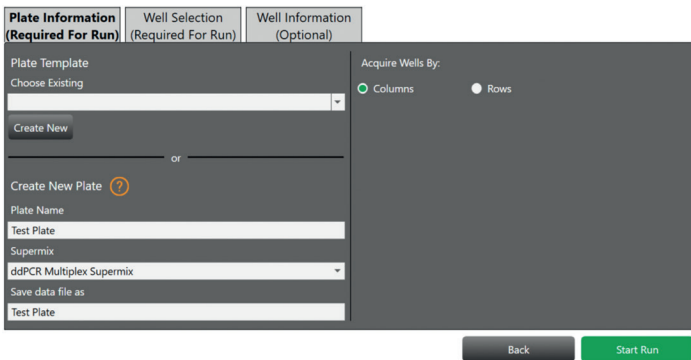 Plate Information
(Required For Run)
Well Selection
(Required For Run)
Well Information
(Optional)
Plate Template
Choose Existing
Create New
or
Create New Plate ?
Plate Name
Test Plate
Supermix
ddPCR Multiplex Supermix
Save data file as
Test Plate
Acquire Wells By:
Columns Rows
Back Start Run